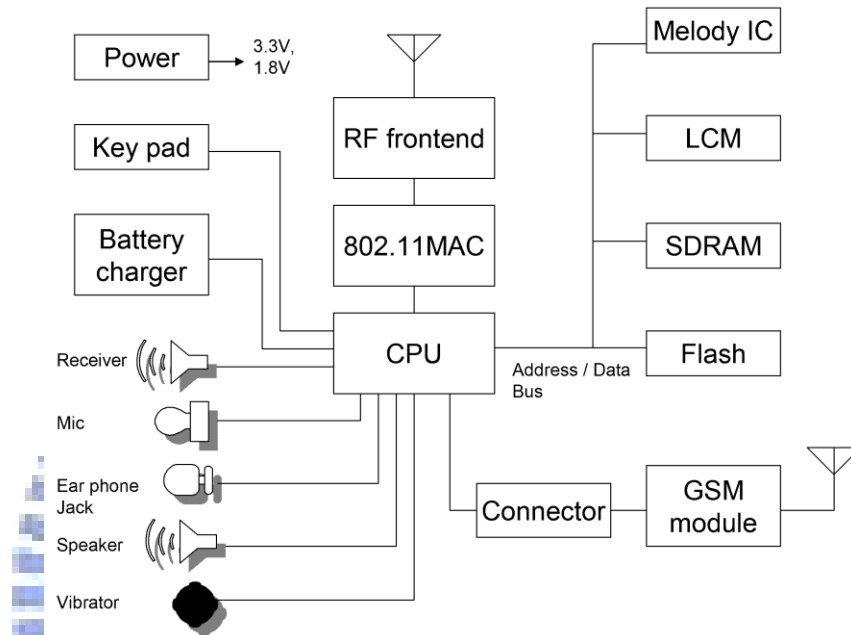 Power
3.3V,
1.8V
Key pad
Battery
charger
Receiver
Mic
Ear phone
Jack
Speaker
Vibrator
RF frontend
802.11MAC
CPU
Address / Data
Bus
Melody IC
LCM
SDRAM
Flash
Connector
GSM
module